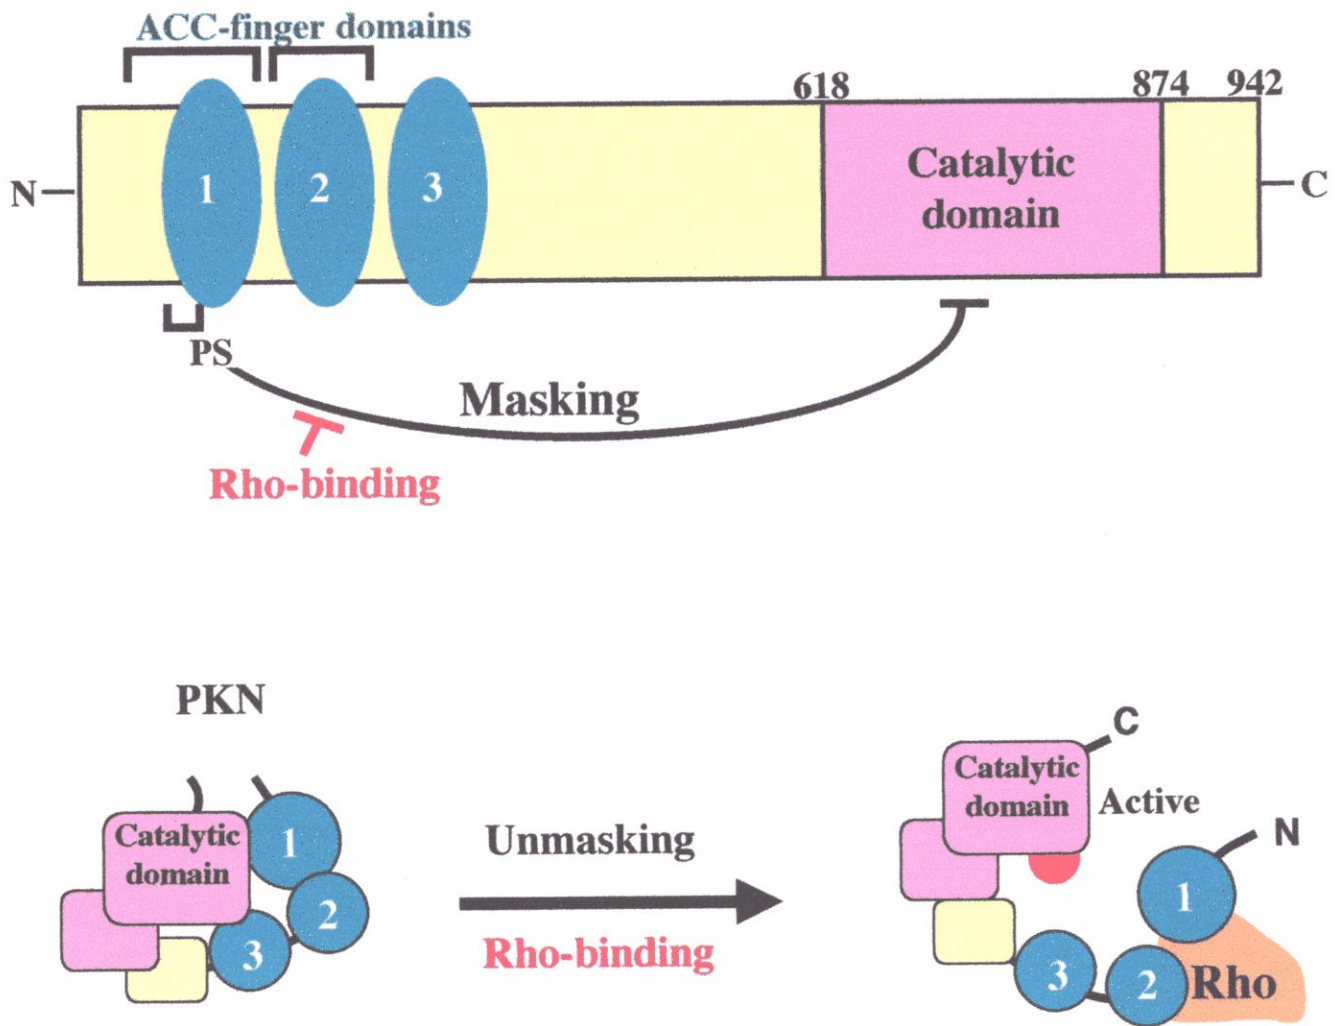 ACC-finger domains
618
874
942
N
1
2
3
Catalytic
domain
C
PS
Masking
Rho-binding
PKN
Catalytic
domain
1
2
3
Unmasking
Rho-binding
C
Catalytic
domain
Active
N
1
3
2
Rho